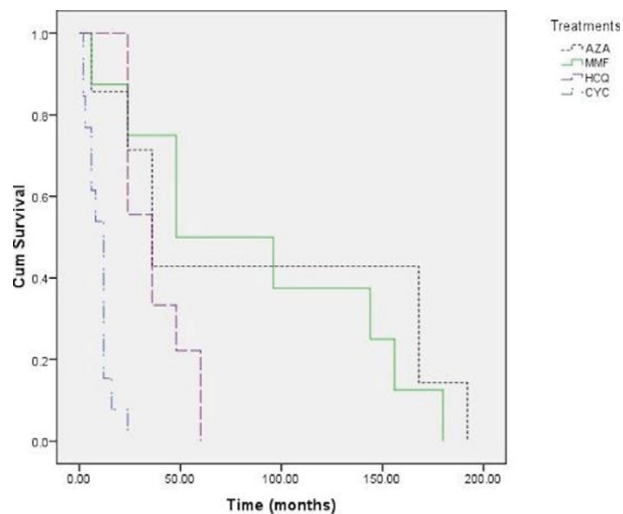 Treatments
AZA
MMF
HCQ
CYC
1.0
0.8
0.6
0.4
0.2
0.0
Cum Survival
0.00
50.00
100.00
150.00
200.00
Time (months)